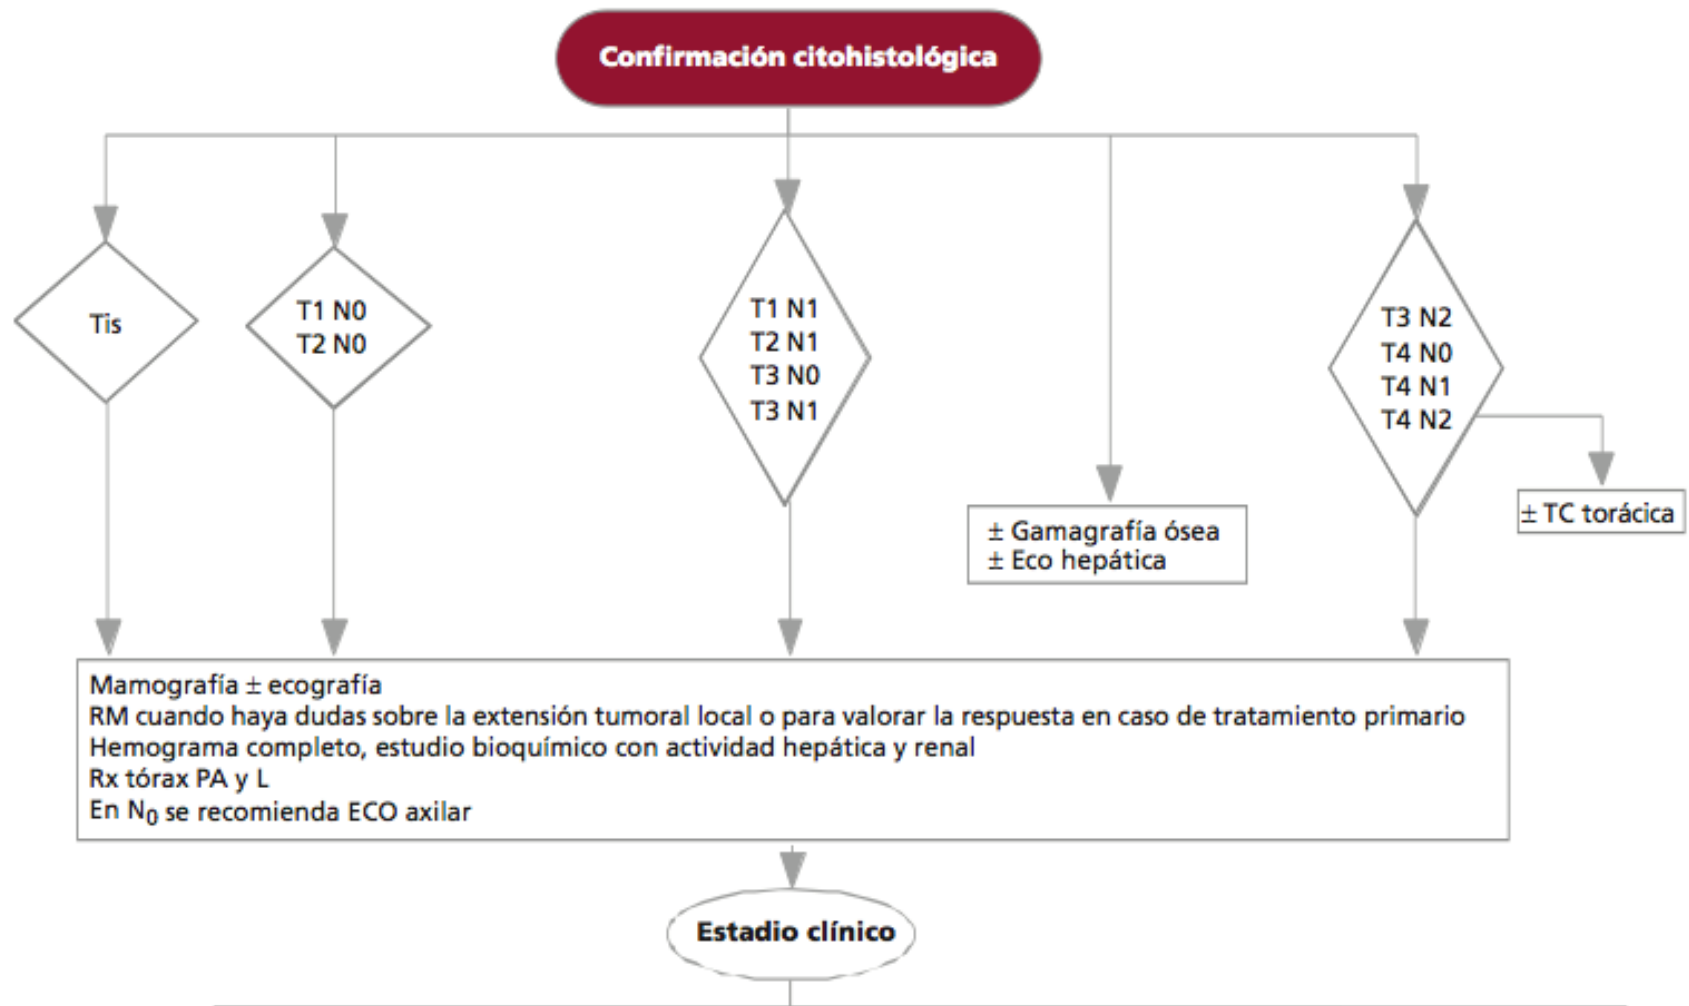 Confirmación citohistológica
Tis
T1 N0
T2 N0
T1 N1
T2 N1
T3 N0
T3 N1
± Gamagrafía ósea
± Eco hepática
T3 N2
T4 N0
T4 N1
T4 N2
± TC torácica
Mamografía ± ecografía
RM cuando haya dudas sobre la extensión tumoral local o para valorar la respuesta en caso de tratamiento primario
Hemograma completo, estudio bioquímico con actividad hepática y renal
Rx tórax PA y L
En N0 se recomienda ECO axilar
Estadio clínico